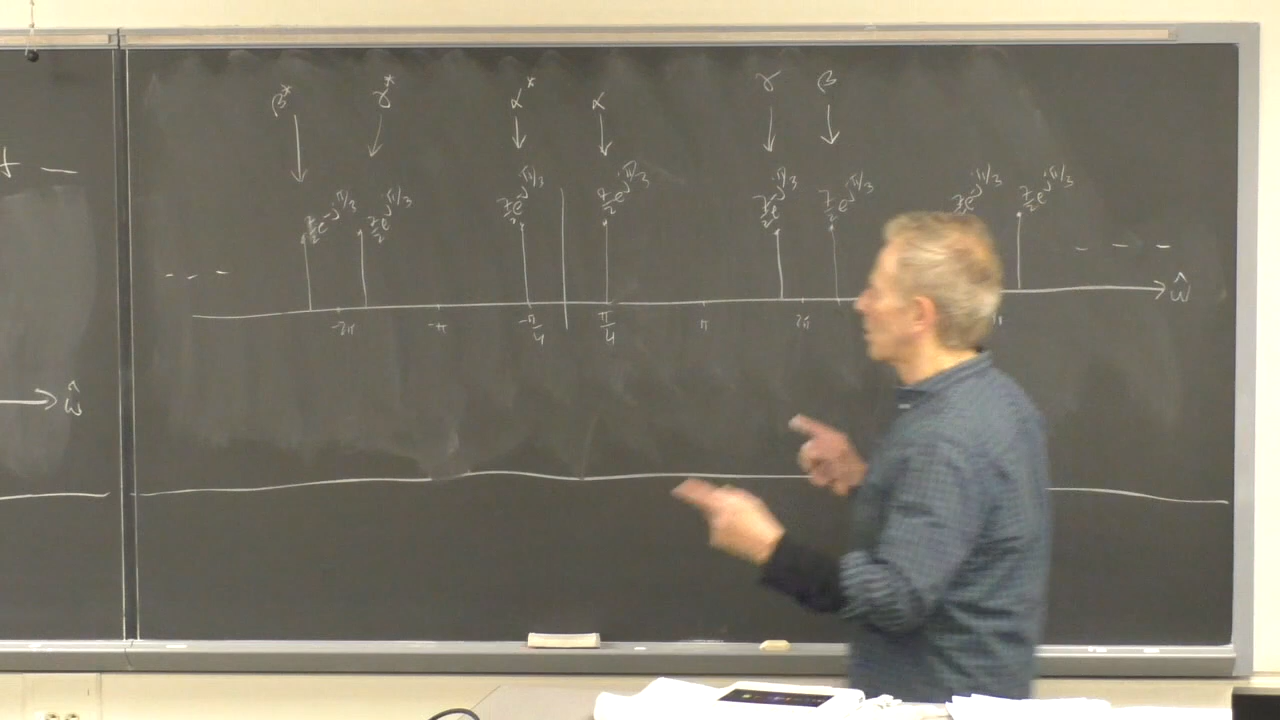 β* γ* α* α γ β
7/2 e^{-jπ/3} 7/2 e^{jπ/3} 7/2 e^{-jπ/3} 7/2 e^{jπ/3} 7/2 e^{-jπ/3} 7/2 e^{jπ/3} 7/2 e^{-jπ/3} 7/2 e^{jπ/3}
- - - - - -
ŵ
-2π -π -π/4 π/4 π 2π
ŵ